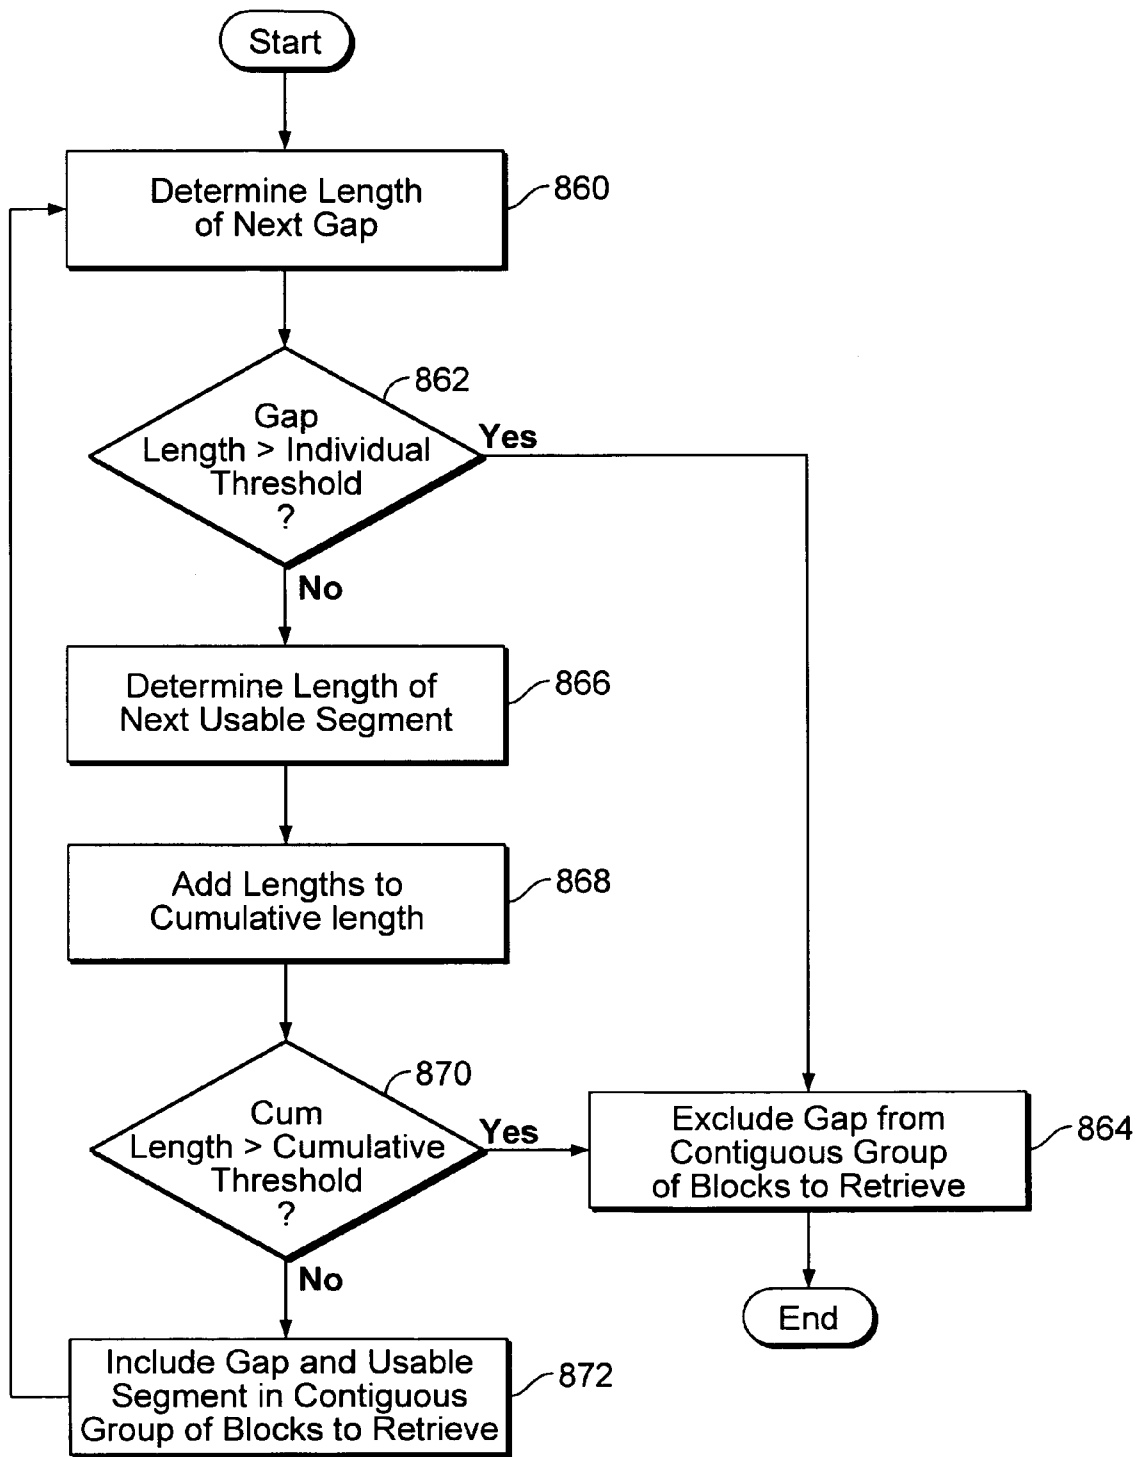 Start
Determine Length
of Next Gap
860
862
Gap
Length > Individual
Threshold
?
Yes
No
Determine Length of
Next Usable Segment
866
Add Lengths to
Cumulative length
868
870
Cum
Length > Cumulative
Threshold
?
Yes
No
Exclude Gap from
Contiguous Group
of Blocks to Retrieve
864
End
Include Gap and Usable
Segment in Contiguous
Group of Blocks to Retrieve
872